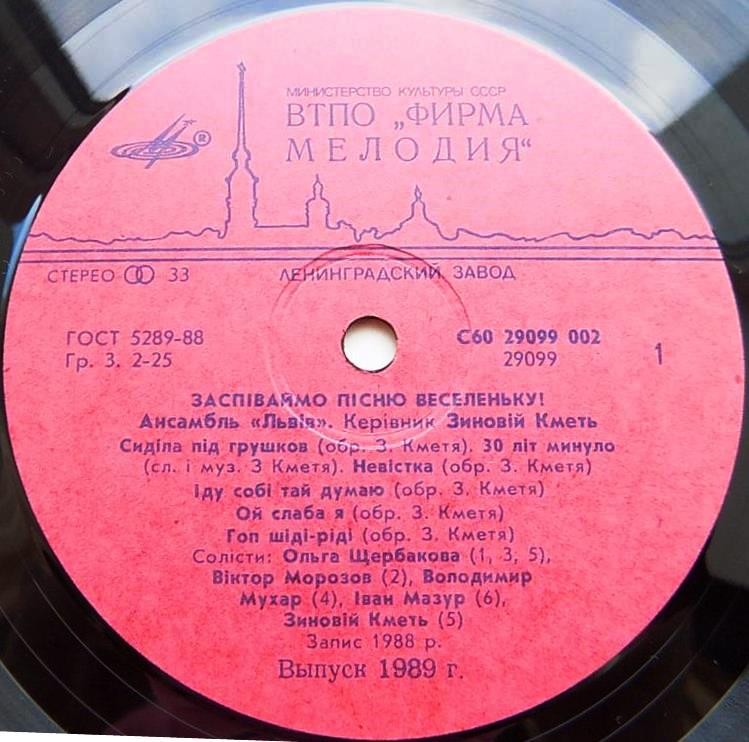 МИНИСТЕРСТВО КУЛЬТУРЫ СССР
ВТПО „ФИРМА
МЕЛОДИЯ“
®
СТЕРЕО 33 ЛЕНИНГРАДСКИЙ ЗАВОД
ГОСТ 5289-88 С60 29099 002
Гр. 3. 2-25 29099 1
ЗАСПІВАЙМО ПІСНЮ ВЕСЕЛЕНЬКУ!
Ансамбль «Львів». Керівник Зиновій Кметь
Сиділа під грушков (обр. З. Кметя). 30 літ минуло
(сл. і муз. З Кметя). Невістка (обр. З. Кметя)
Іду собі тай думаю (обр. З. Кметя)
Ой слаба я (обр. З. Кметя)
Гоп шіді-ріді (обр. З. Кметя)
Солісти: Ольга Щербакова (1, 3, 5),
Віктор Морозов (2), Володимир
Мухар (4), Іван Мазур (6),
Зиновій Кметь (5)
Запис 1988 р.
Выпуск 1989 г.